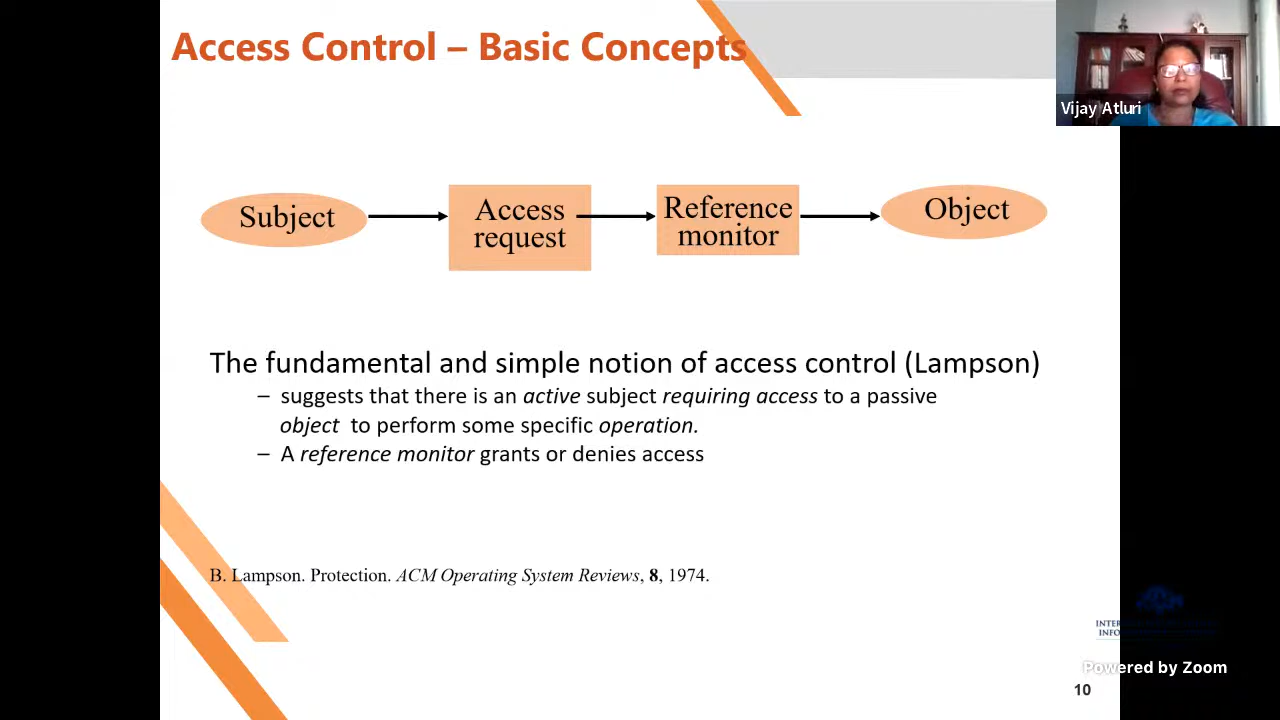 Access Control – Basic Concepts
Vijay Atluri
Subject
Access
request
Reference
monitor
Object
The fundamental and simple notion of access control (Lampson)
– suggests that there is an active subject requiring access to a passive
object to perform some specific operation.
– A reference monitor grants or denies access
B. Lampson. Protection. ACM Operating System Reviews, 8, 1974.
Powered by Zoom
10